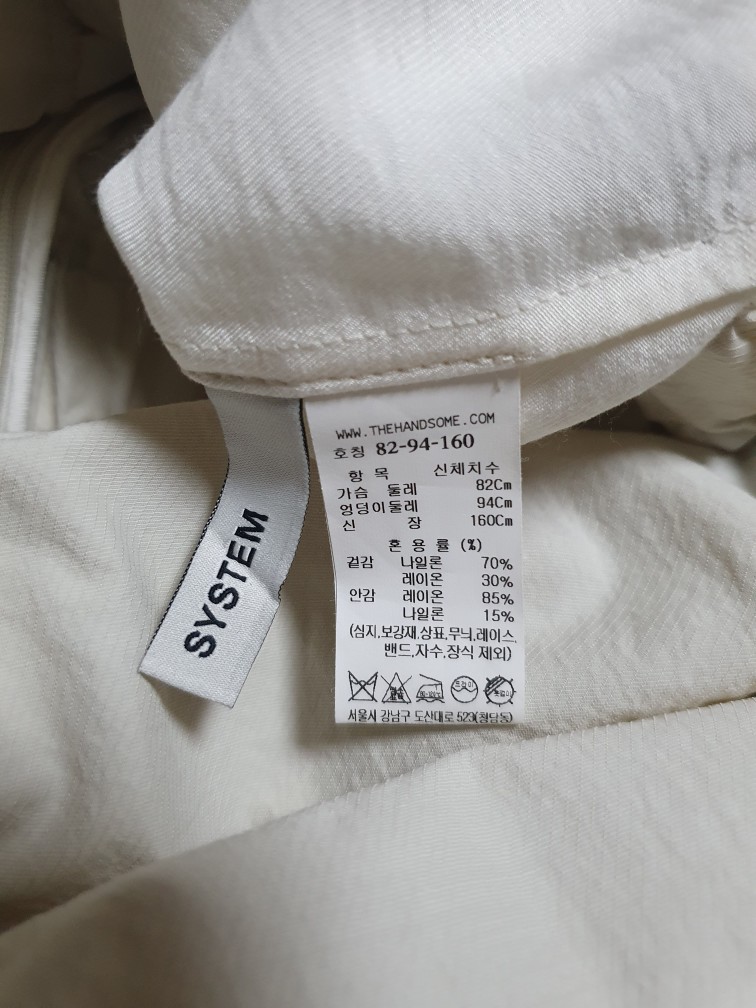 WWW.THEHANDSOME.COM
호칭 82-94-160
항 목 신체치수
가슴 둘레 82Cm
엉덩이둘레 94Cm
신 장 160Cm
혼 용 률 (%)
겉감 나일론 70%
레이온 30%
안감 레이온 85%
나일론 15%
(심지,보강재,상표,무늬,레이스,
밴드,자수,장식 제외)
서울시 강남구 도산대로 523(청담동)
SYSTEM